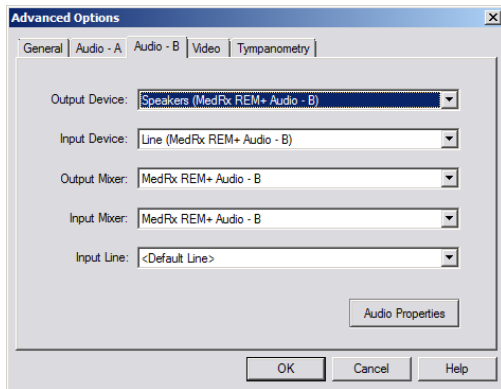 Advanced Options
General Audio - A Audio - B Video Tympanometry
Output Device: Speakers (MedRx REM+ Audio - B)
Input Device: Line (MedRx REM+ Audio - B)
Output Mixer: MedRx REM+ Audio - B
Input Mixer: MedRx REM+ Audio - B
Input Line: <Default Line>
Audio Properties
OK Cancel Help